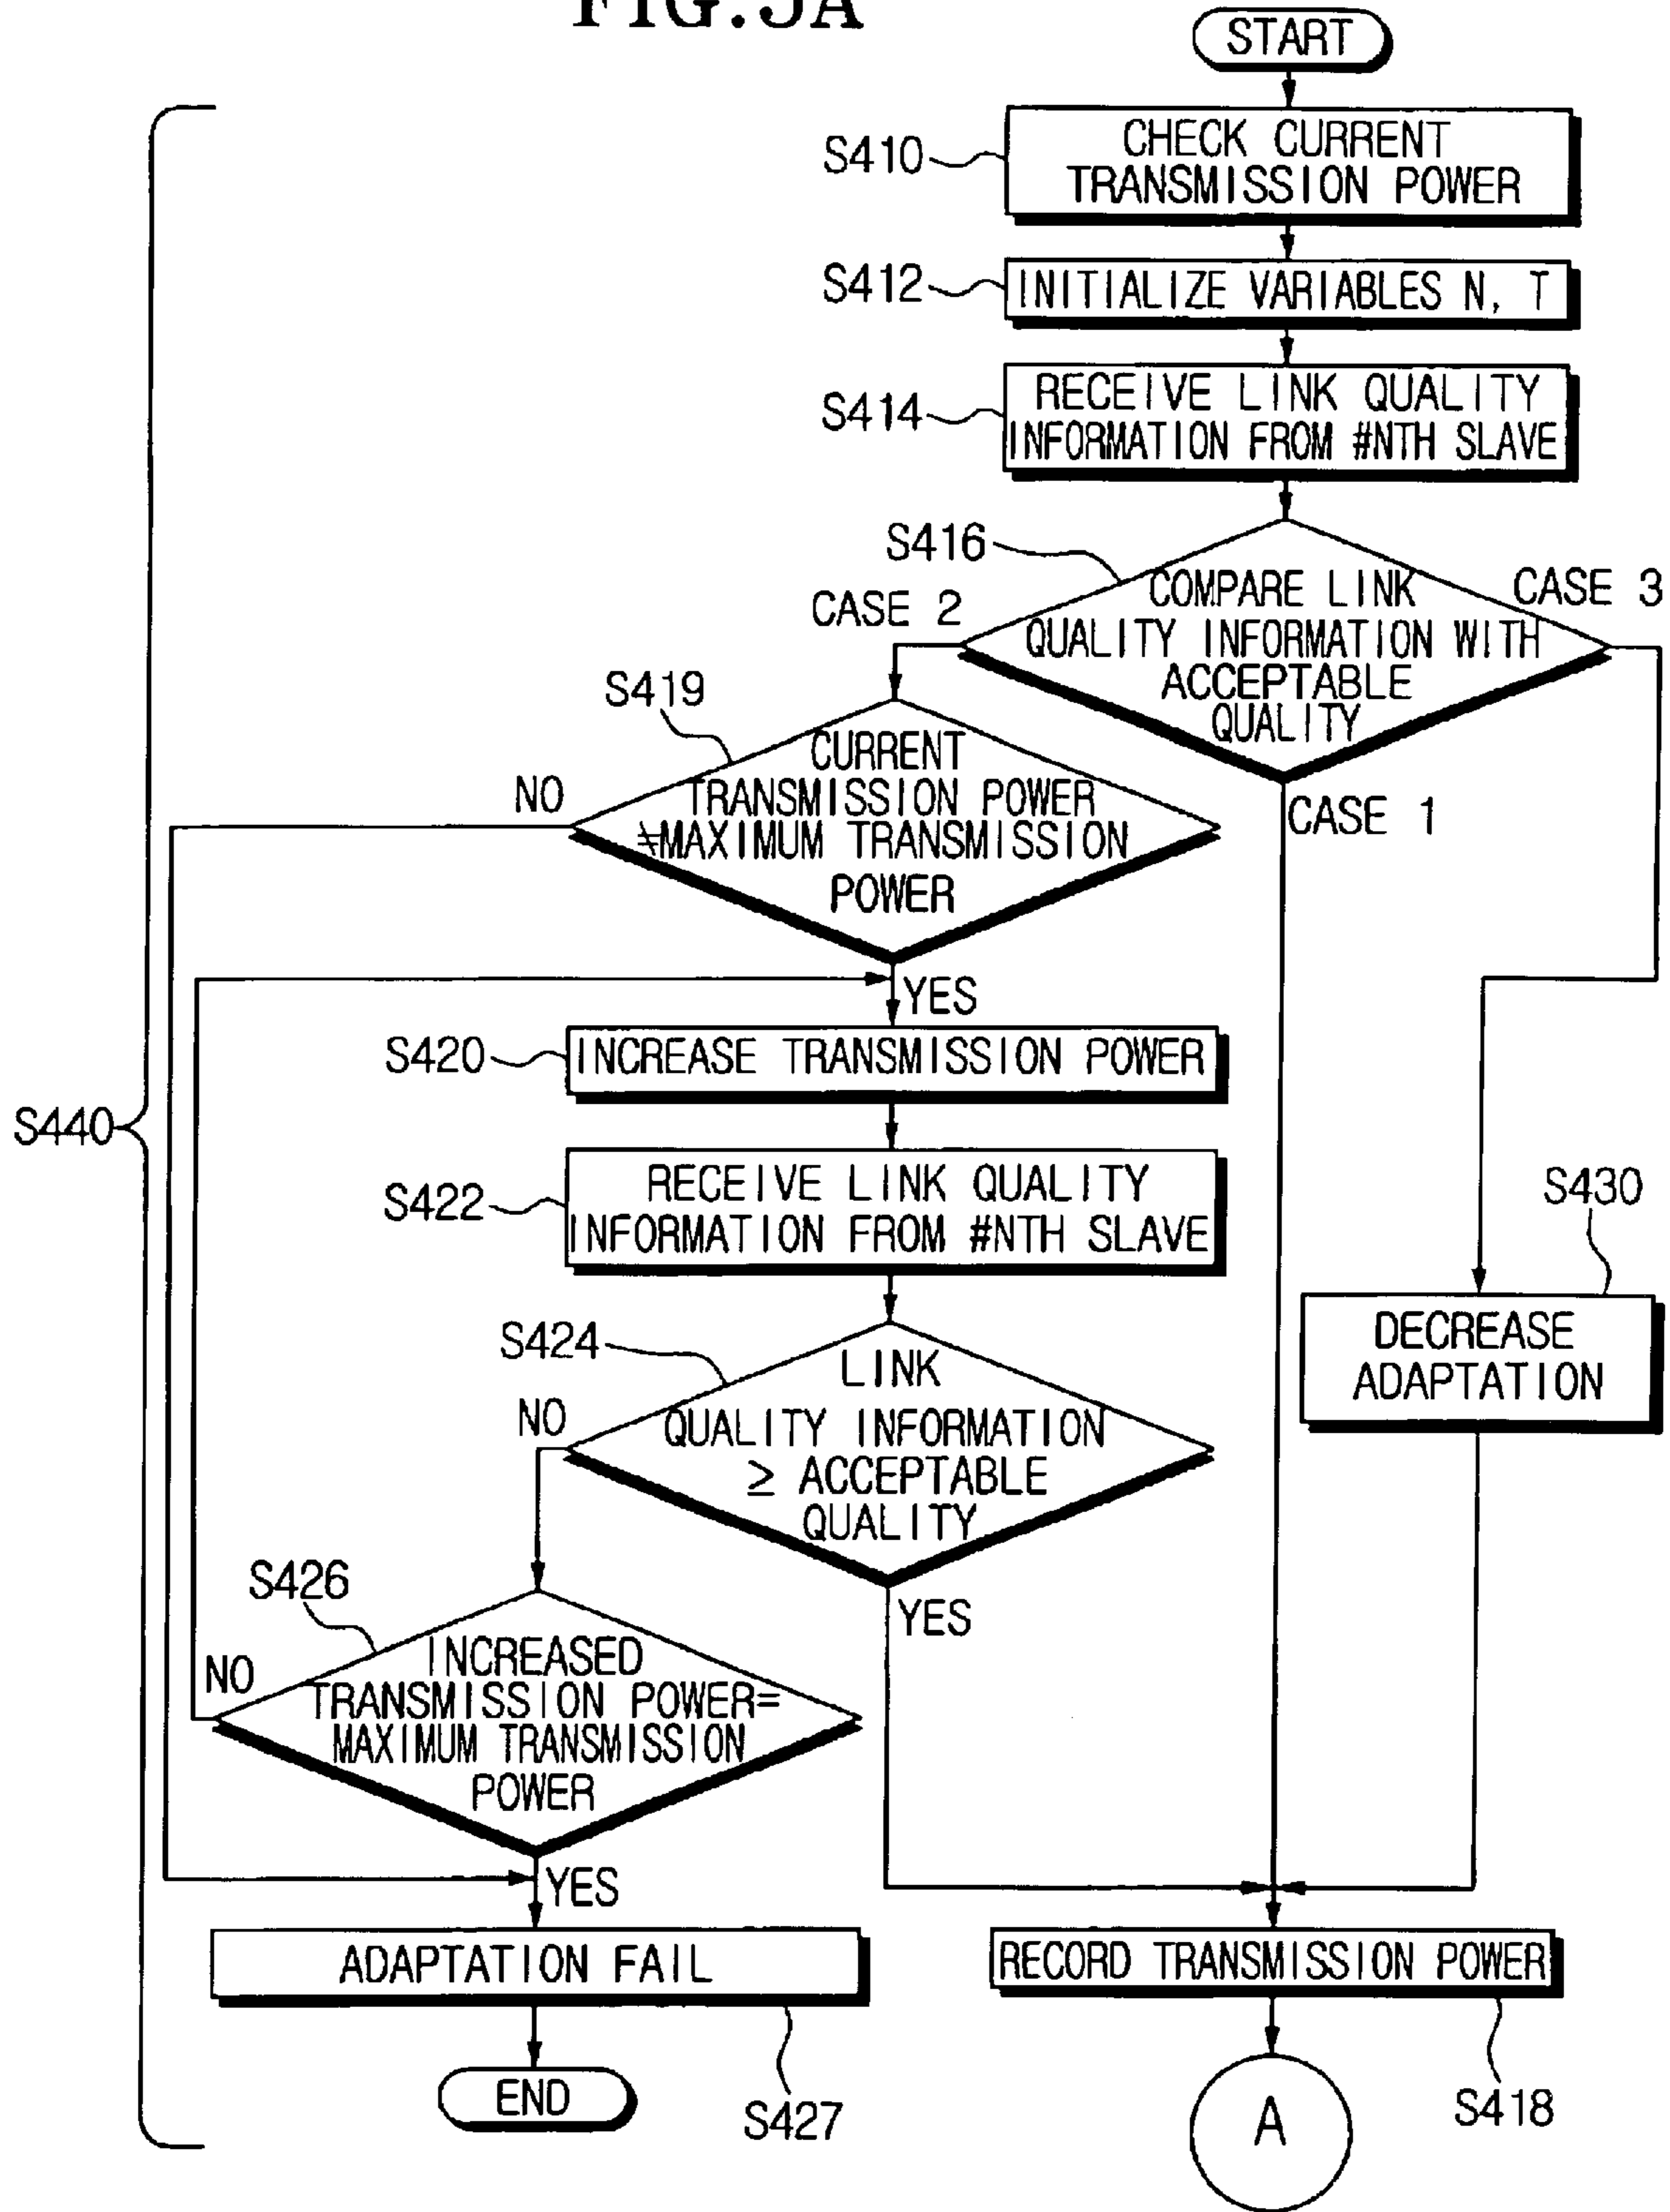 FIG.5A
START
S410
CHECK CURRENT
TRANSMISSION POWER
S412
INITIALIZE VARIABLES N, T
S414
RECEIVE LINK QUALITY
INFORMATION FROM #NTH SLAVE
S416
COMPARE LINK
QUALITY INFORMATION WITH
ACCEPTABLE
QUALITY
CASE 2
CASE 3
CASE 1
S419
CURRENT
TRANSMISSION POWER
≠MAXIMUM TRANSMISSION
POWER
NO
YES
S420
INCREASE TRANSMISSION POWER
S440
S422
RECEIVE LINK QUALITY
INFORMATION FROM #NTH SLAVE
S430
DECREASE
ADAPTATION
S424
LINK
QUALITY INFORMATION
≥ ACCEPTABLE
QUALITY
NO
YES
S426
INCREASED
TRANSMISSION POWER=
MAXIMUM TRANSMISSION
POWER
NO
YES
ADAPTATION FAIL
RECORD TRANSMISSION POWER
END
S427
A
S418